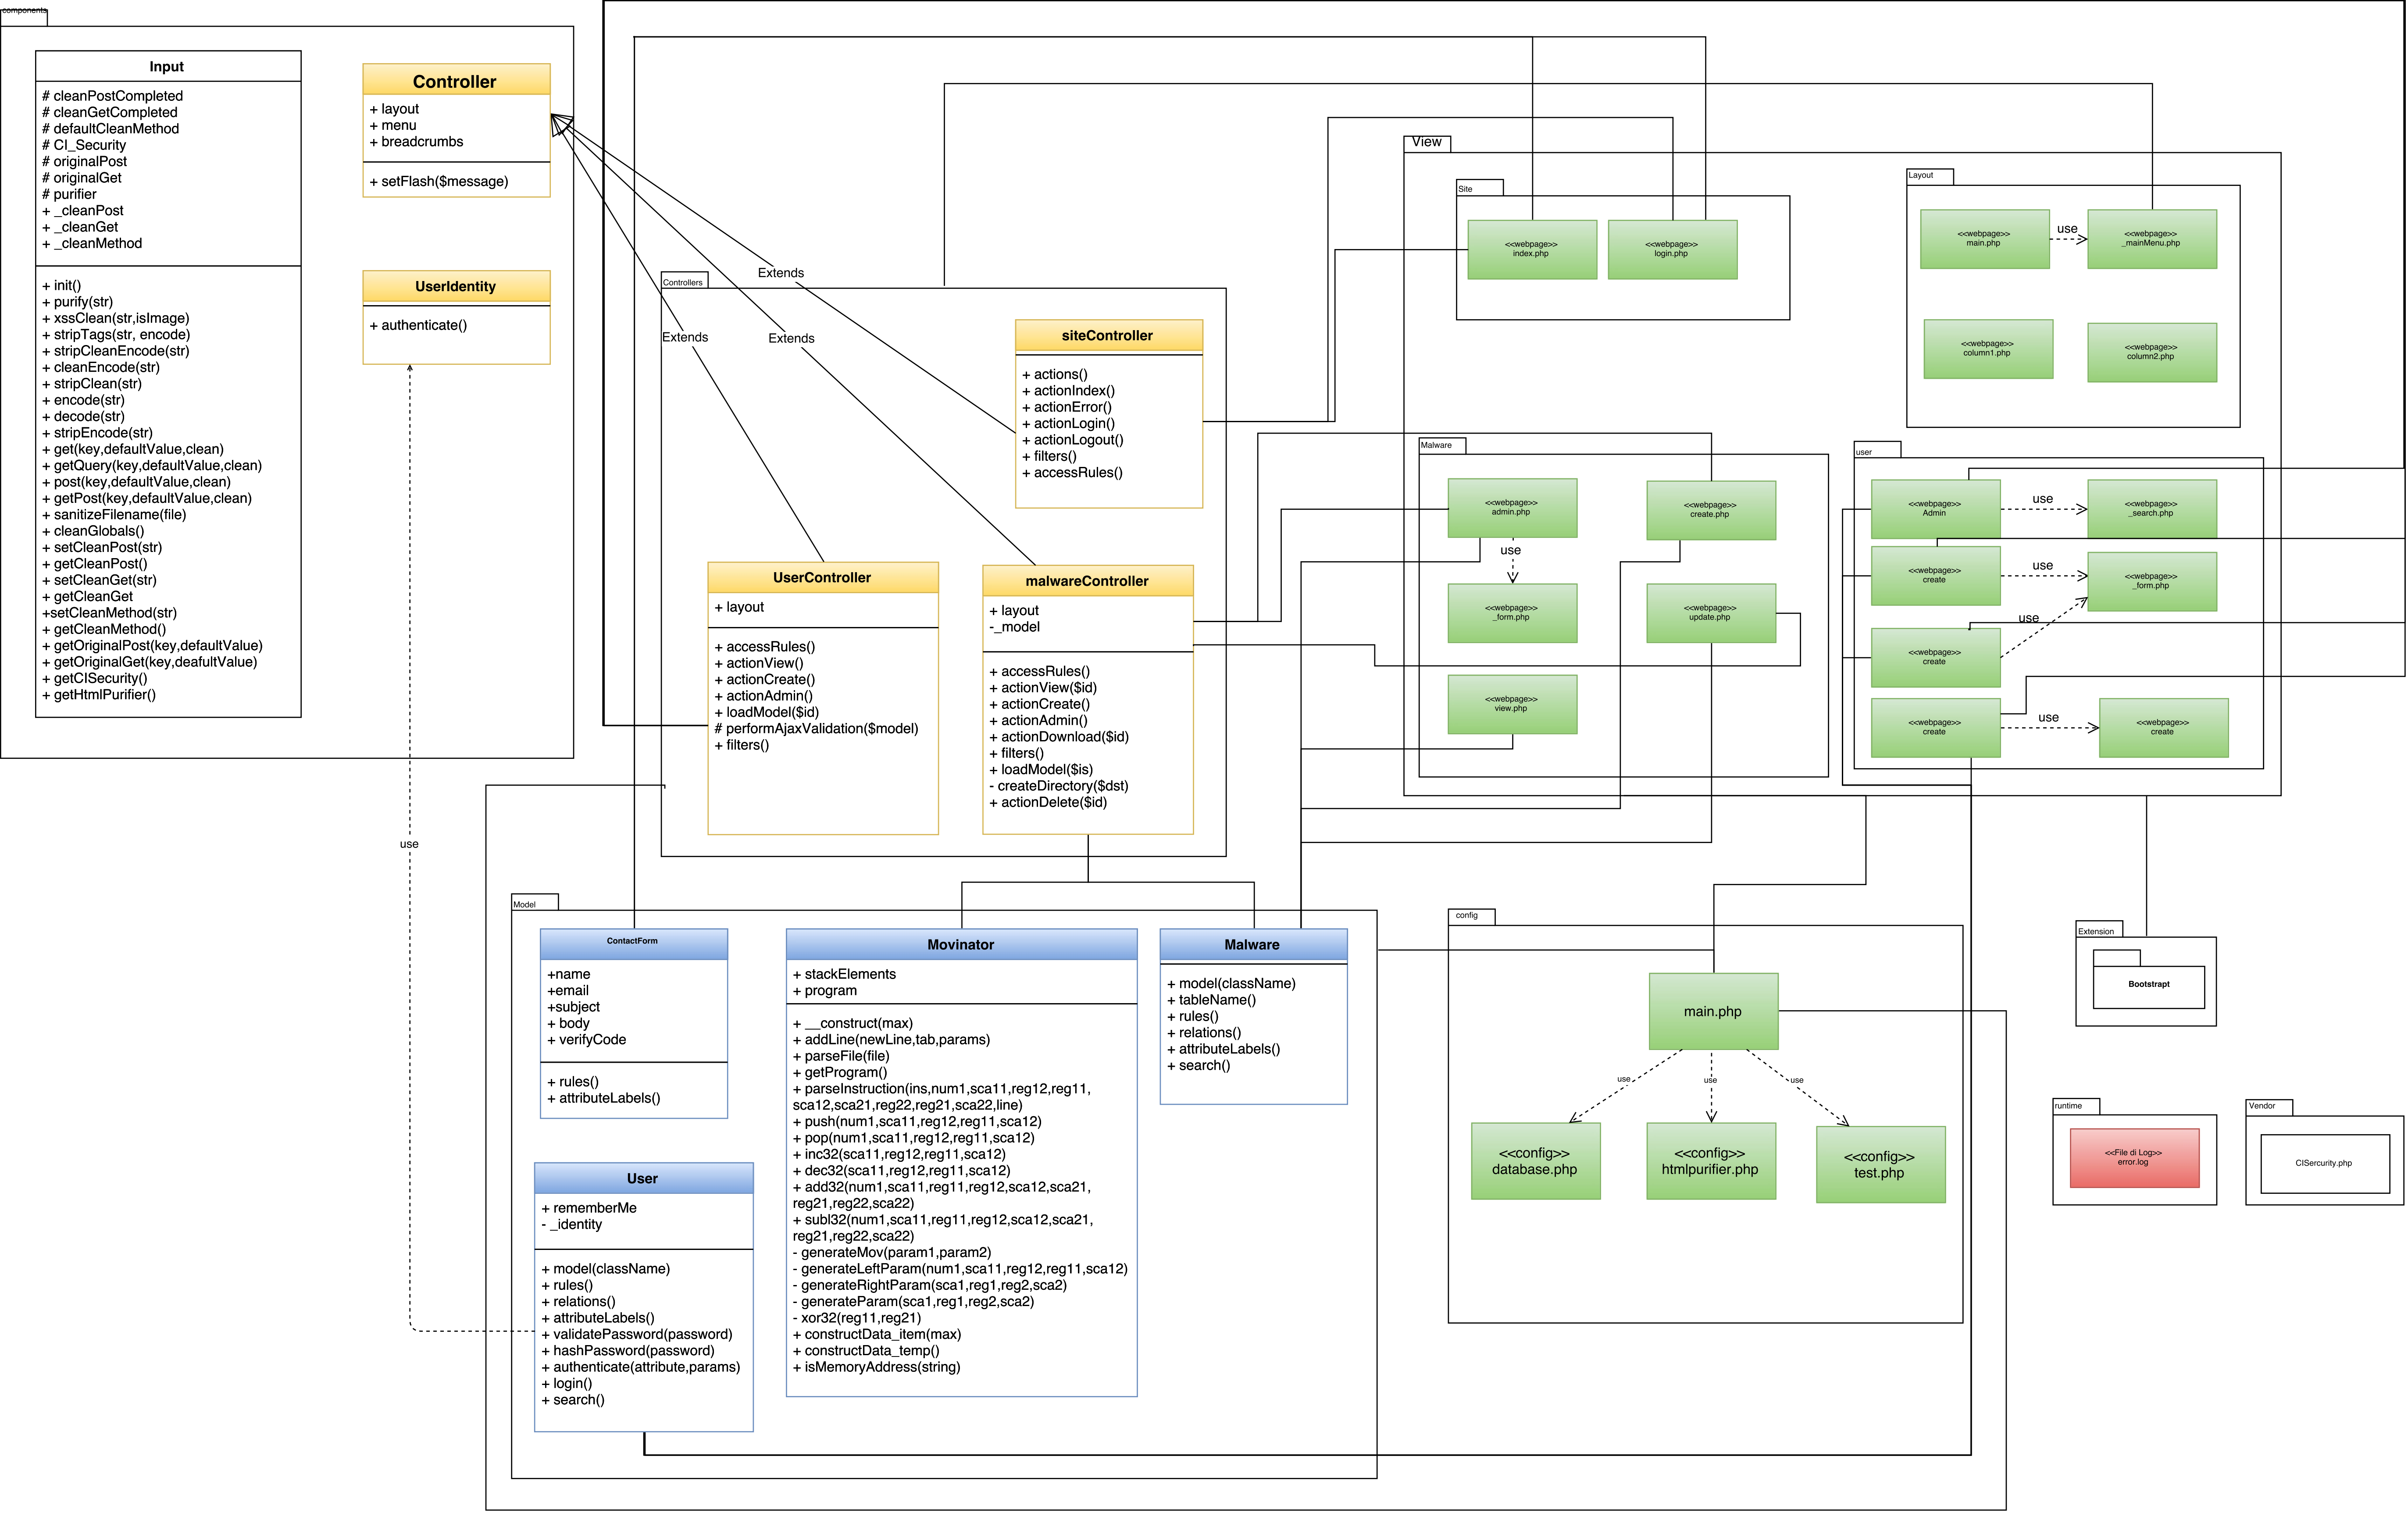 components
Input
# cleanPostCompleted
# cleanGetCompleted
# defaultCleanMethod
# CI_Security
# originalPost
# originalGet
# purifier
+ _cleanPost
+ _cleanGet
+ _cleanMethod
+ init()
+ purify(str)
+ xssClean(str,isImage)
+ stripTags(str, encode)
+ stripCleanEncode(str)
+ cleanEncode(str)
+ stripClean(str)
+ encode(str)
+ decode(str)
+ stripEncode(str)
+ get(key,defaultValue,clean)
+ getQuery(key,defaultValue,clean)
+ post(key,defaultValue,clean)
+ getPost(key,defaultValue,clean)
+ sanitizeFilename(file)
+ cleanGlobals()
+ setCleanPost(str)
+ getCleanPost()
+ setCleanGet(str)
+ getCleanGet
+setCleanMethod(str)
+ getCleanMethod()
+ getOriginalPost(key,defaultValue)
+ getOriginalGet(key,deafultValue)
+ getCISecurity()
+ getHtmlPurifier()
Controller
+ layout
+ menu
+ breadcrumbs
+ setFlash($message)
UserIdentity
+ authenticate()
use
Extends
Extends
Extends
Controllers
siteController
+ actions()
+ actionIndex()
+ actionError()
+ actionLogin()
+ actionLogout()
+ filters()
+ accessRules()
UserController
+ layout
+ accessRules()
+ actionView()
+ actionCreate()
+ actionAdmin()
+ loadModel($id)
# performAjaxValidation($model)
+ filters()
malwareController
+ layout
-_model
+ accessRules()
+ actionView($id)
+ actionCreate()
+ actionAdmin()
+ actionDownload($id)
+ filters()
+ loadModel($is)
- createDirectory($dst)
+ actionDelete($id)
View
Site
<<webpage>>
index.php
<<webpage>>
login.php
Layout
<<webpage>>
main.php
use
<<webpage>>
_mainMenu.php
<<webpage>>
column1.php
<<webpage>>
column2.php
Malware
<<webpage>>
admin.php
<<webpage>>
create.php
use
<<webpage>>
_form.php
<<webpage>>
update.php
<<webpage>>
view.php
user
<<webpage>>
Admin
use
<<webpage>>
_search.php
<<webpage>>
create
use
<<webpage>>
_form.php
use
<<webpage>>
create
<<webpage>>
create
use
<<webpage>>
create
Model
ContactForm
+name
+email
+subject
+ body
+ verifyCode
+ rules()
+ attributeLabels()
User
+ rememberMe
- _identity
+ model(className)
+ rules()
+ relations()
+ attributeLabels()
+ validatePassword(password)
+ hashPassword(password)
+ authenticate(attribute,params)
+ login()
+ search()
Movinator
+ stackElements
+ program
+ __construct(max)
+ addLine(newLine,tab,params)
+ parseFile(file)
+ getProgram()
+ parseInstruction(ins,num1,sca11,reg12,reg11,
sca12,sca21,reg22,reg21,sca22,line)
+ push(num1,sca11,reg12,reg11,sca12)
+ pop(num1,sca11,reg12,reg11,sca12)
+ inc32(sca11,reg12,reg11,sca12)
+ dec32(sca11,reg12,reg11,sca12)
+ add32(num1,sca11,reg11,reg12,sca12,sca21,
reg21,reg22,sca22)
+ subl32(num1,sca11,reg11,reg12,sca12,sca21,
reg21,reg22,sca22)
- generateMov(param1,param2)
- generateLeftParam(num1,sca11,reg12,reg11,sca12)
- generateRightParam(sca1,reg1,reg2,sca2)
- generateParam(sca1,reg1,reg2,sca2)
- xor32(reg11,reg21)
+ constructData_item(max)
+ constructData_temp()
+ isMemoryAddress(string)
Malware
+ model(className)
+ tableName()
+ rules()
+ relations()
+ attributeLabels()
+ search()
config
main.php
use
use
use
<<config>>
database.php
<<config>>
htmlpurifier.php
<<config>>
test.php
Extension
Bootstrapt
runtime
<<File di Log>>
error.log
Vendor
CISercurity.php